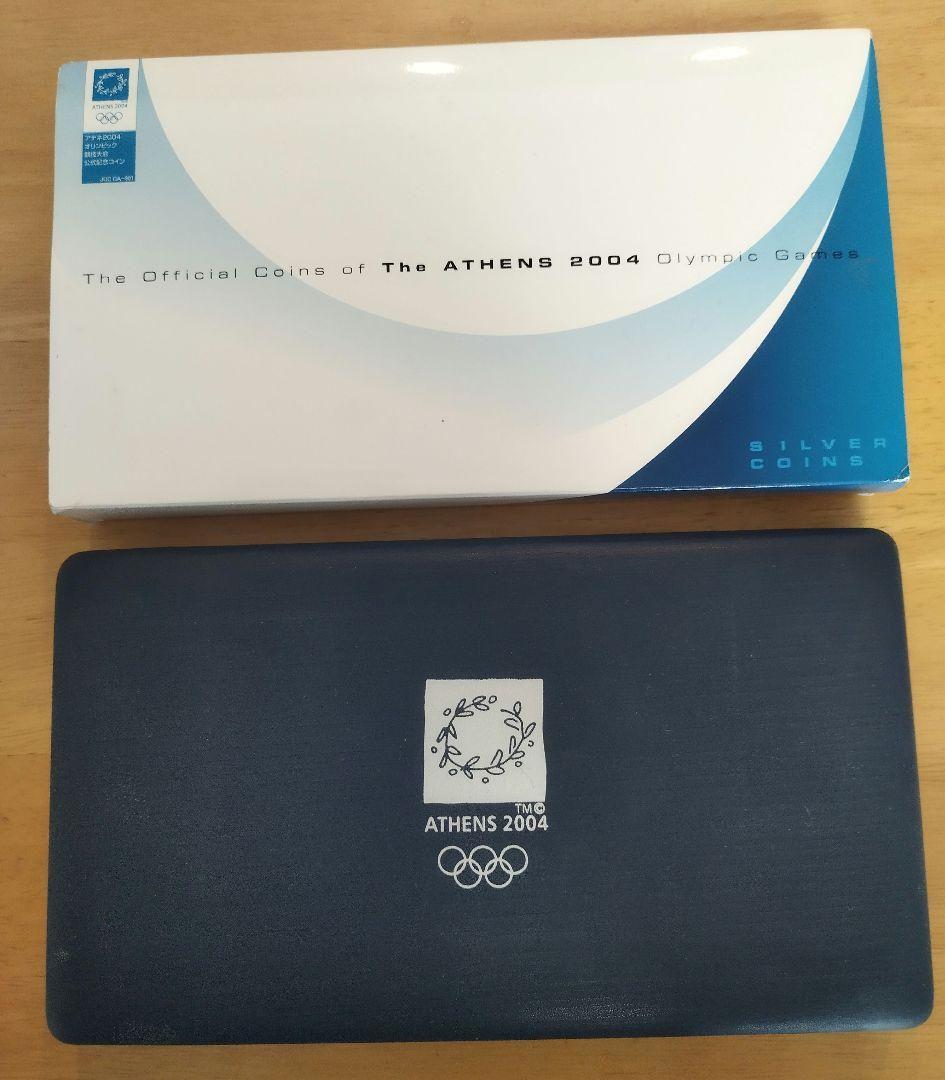 ATHENS 2004
アテネ2004
オリンピック
競技大会
公式記念コイン
The Official Coins of The ATHENS 2004 Olympic Games
SILVER
COINS
TM©
ATHENS 2004